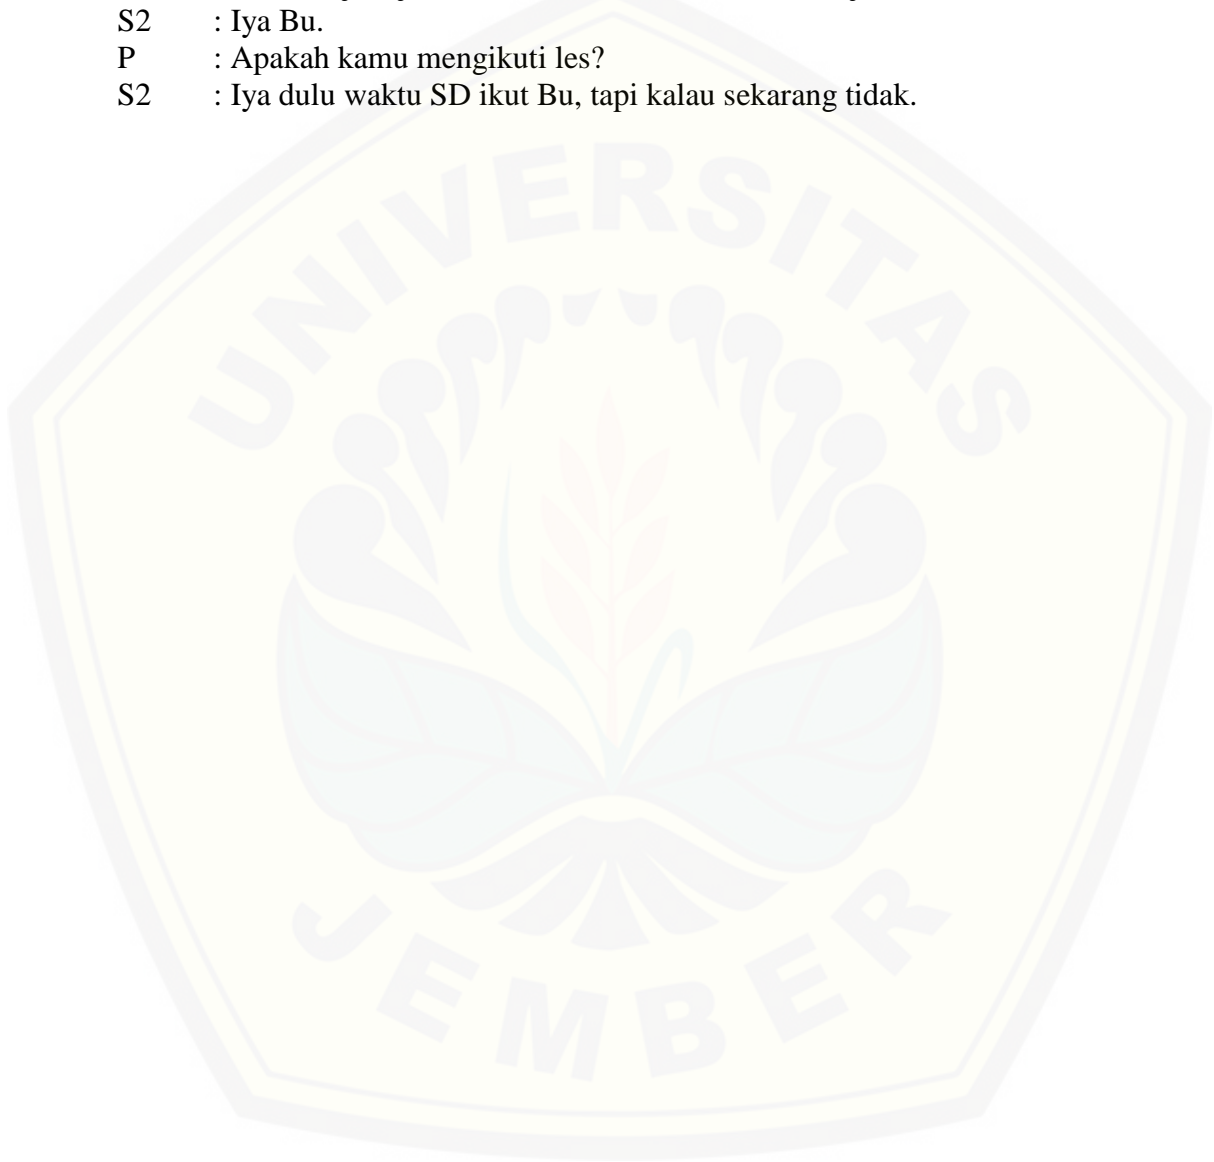 S2 : Iya Bu.
P : Apakah kamu mengikuti les?
S2 : Iya dulu waktu SD ikut Bu, tapi kalau sekarang tidak.
UNIVERSITAS
JEMBER